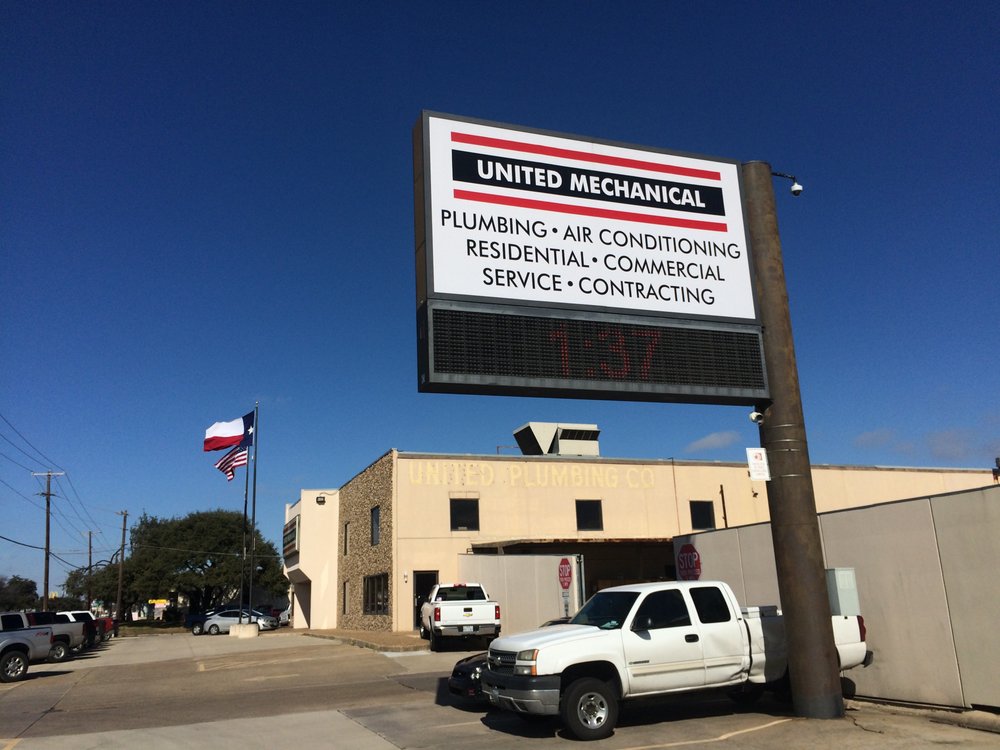 UNITED MECHANICAL
PLUMBING • AIR CONDITIONING
RESIDENTIAL • COMMERCIAL
SERVICE • CONTRACTING
1:37
UNITED PLUMBING CO
STOP
STOP